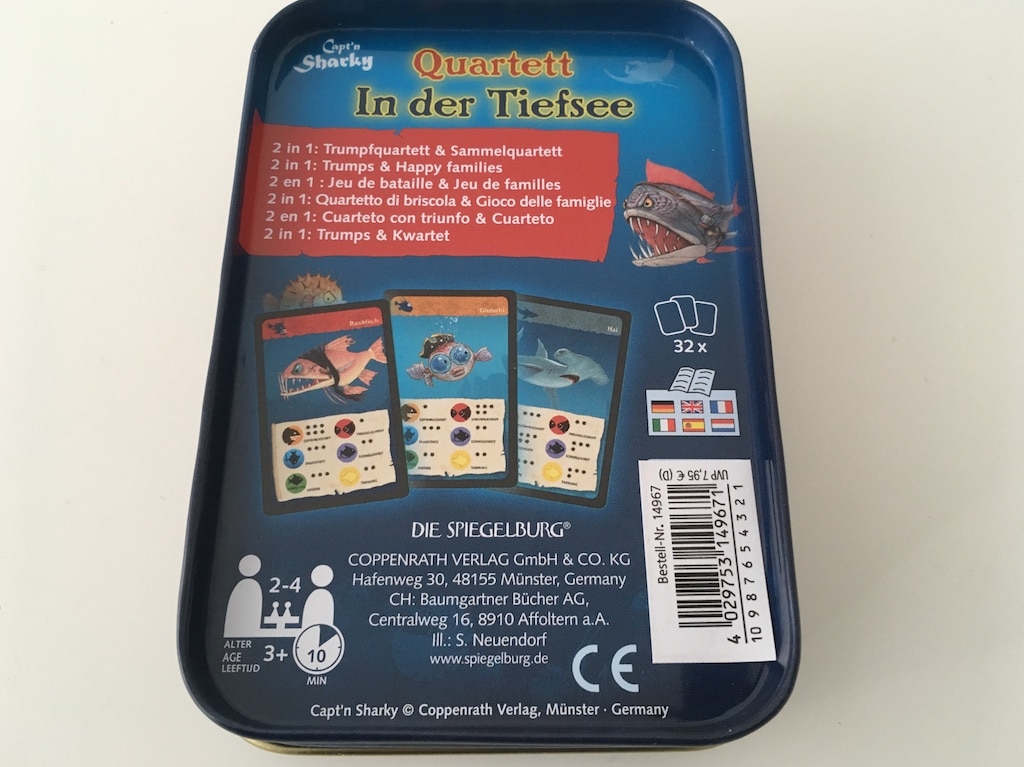 Capt'n
Sharky
Quartett
In der Tiefsee
2 in 1: Trumpfquartett & Sammelquartett
2 in 1: Trumps & Happy families
2 en 1 : Jeu de bataille & Jeu de familles
2 in 1: Quartetto di briscola & Gioco delle famiglie
2 en 1: Cuarteto con triunfo & Cuarteto
2 in 1: Trumps & Kwartet
Raubfisch
Hai
32 x
UVP 7,95 € (D)
Bestell-Nr. 14967
4 029753 149671
10 9 8 7 6 5 4 3 2 1
DIE SPIEGELBURG®
COPPENRATH VERLAG GmbH & CO. KG
Hafenweg 30, 48155 Münster, Germany
CH: Baumgartner Bücher AG,
Centralweg 16, 8910 Affoltern a.A.
Ill.: S. Neuendorf
www.spiegelburg.de
2-4
ALTER
AGE
LEEFTIJD
3+
10
MIN
CE
Capt'n Sharky © Coppenrath Verlag, Münster · Germany